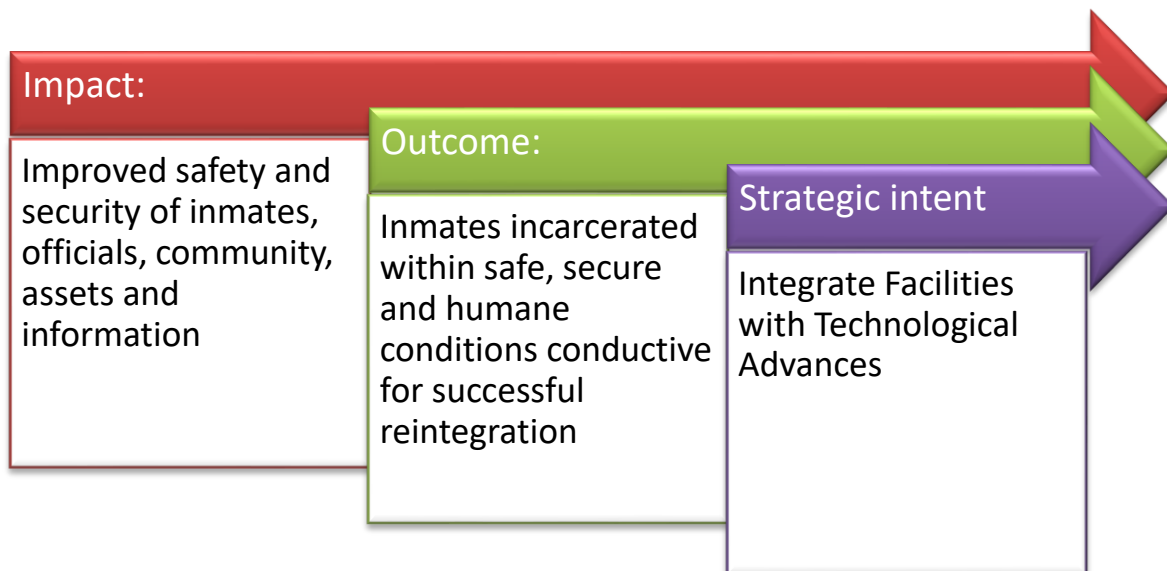 Impact:
Improved safety and
security of inmates,
officials, community,
assets and
information
Outcome:
Inmates incarcerated
within safe, secure
and humane
conditions conductive
for successful
reintegration
Strategic intent
Integrate Facilities
with Technological
Advances